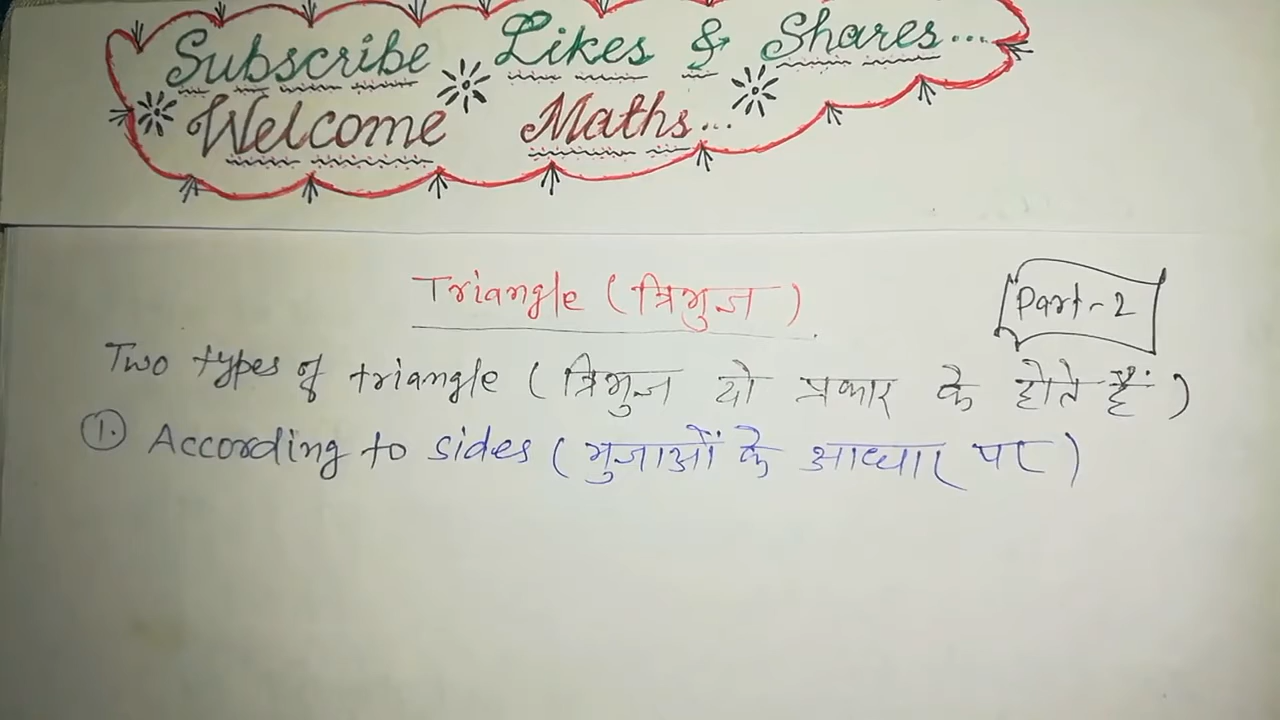 Subscribe Likes & Shares...
Welcome Maths...
Triangle (त्रिभुज)
Part-2
Two types of triangle (त्रिभुज दो प्रकार के होते हैं)
1. According to sides (भुजाओं के आधार पर)